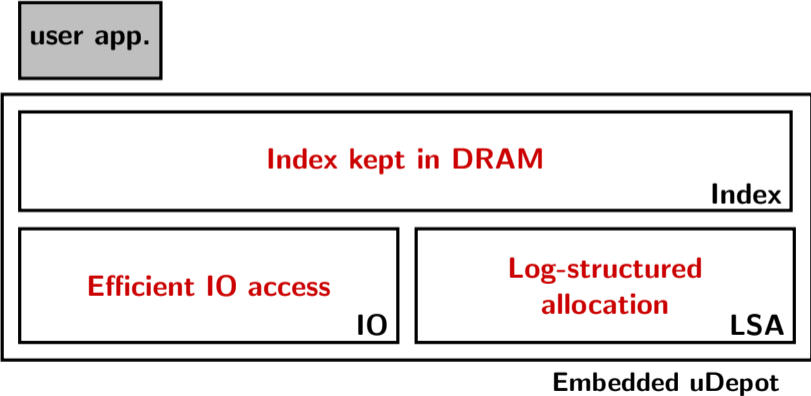 user app.
Index kept in DRAM
Index
Efficient IO access
IO
Log-structured
allocation
LSA
Embedded uDepot